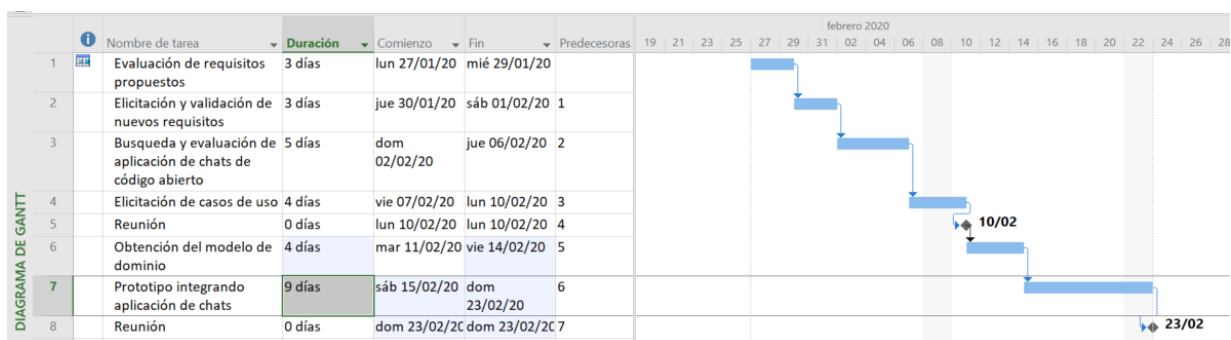 febrero 2020
Nombre de tarea Duración Comienzo Fin Predecesoras 19 21 23 25 27 29 31 02 04 06 08 10 12 14 16 18 20 22 24 26 28
1 Evaluación de requisitos 3 días lun 27/01/20 mié 29/01/20
propuestos
2 Elicitación y validación de 3 días jue 30/01/20 sáb 01/02/20 1
nuevos requisitos
3 Busqueda y evaluación de 5 días dom jue 06/02/20 2
aplicación de chats de 02/02/20
código abierto
4 Elicitación de casos de uso 4 días vie 07/02/20 lun 10/02/20 3
5 Reunión 0 días lun 10/02/20 lun 10/02/20 4 10/02
6 Obtención del modelo de 4 días mar 11/02/20 vie 14/02/20 5
dominio
7 Prototipo integrando 9 días sáb 15/02/20 dom 6
aplicación de chats 23/02/20
8 Reunión 0 días dom 23/02/20 dom 23/02/20 7 23/02
DIAGRAMA DE GANTT